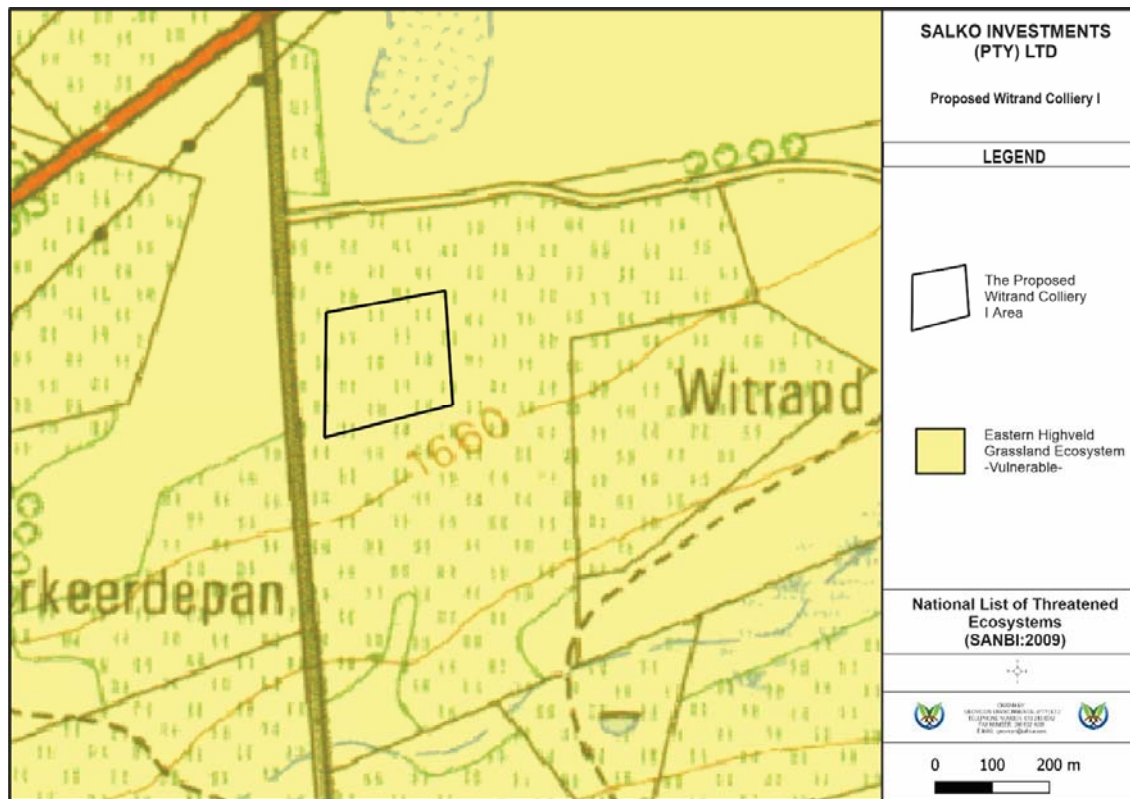 SALKO INVESTMENTS
(PTY) LTD
Proposed Witrand Colliery I
LEGEND
The Proposed
Witrand Colliery
I Area
Eastern Highveld
Grassland Ecosystem
-Vulnerable-
National List of Threatened
Ecosystems
(SANBI:2009)
0 100 200 m
Witrand
1660
rkeerdepan